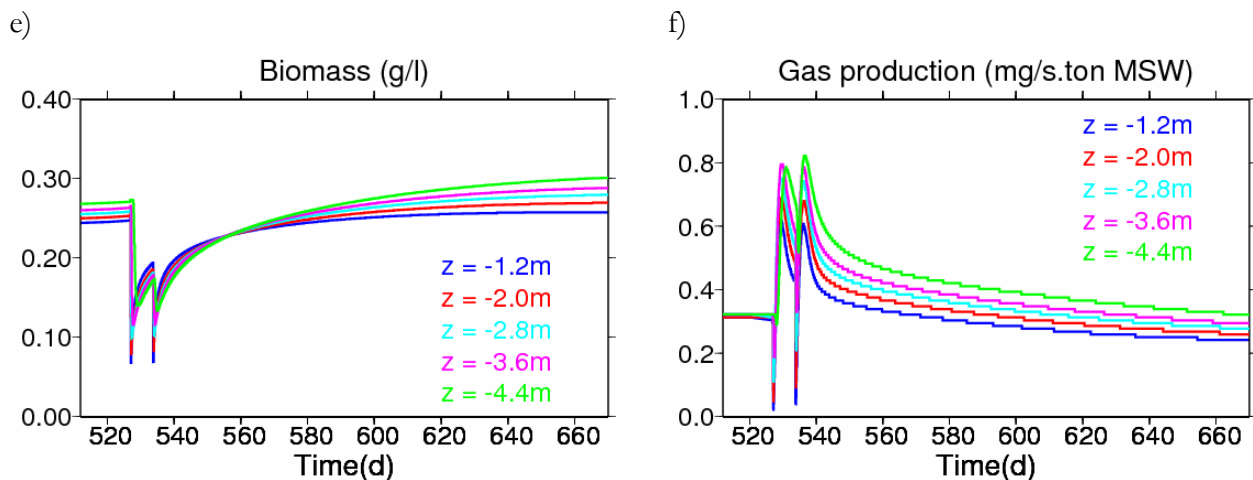 e)
Biomass (g/l)
0.40
0.30
0.20
0.10
0.00
z = -1.2m
z = -2.0m
z = -2.8m
z = -3.6m
z = -4.4m
520 540 560 580 600 620 640 660
Time(d)
f)
Gas production (mg/s.ton MSW)
1.0
0.8
0.6
0.4
0.2
0.0
z = -1.2m
z = -2.0m
z = -2.8m
z = -3.6m
z = -4.4m
520 540 560 580 600 620 640 660
Time(d)